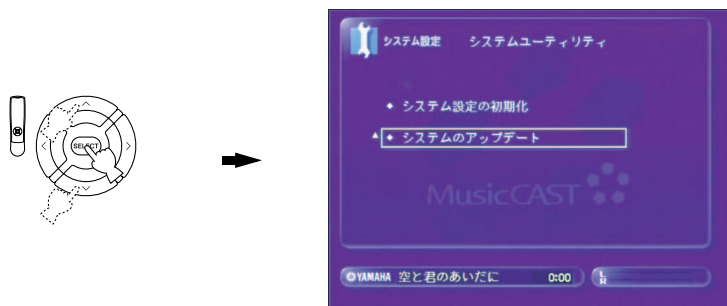 SELECT
システム設定 システムユーティリティ
◆ システム設定の初期化
◆ システムのアップデート
MusicCAST
YAMAHA 空と君のあいだに 0:00 L
R